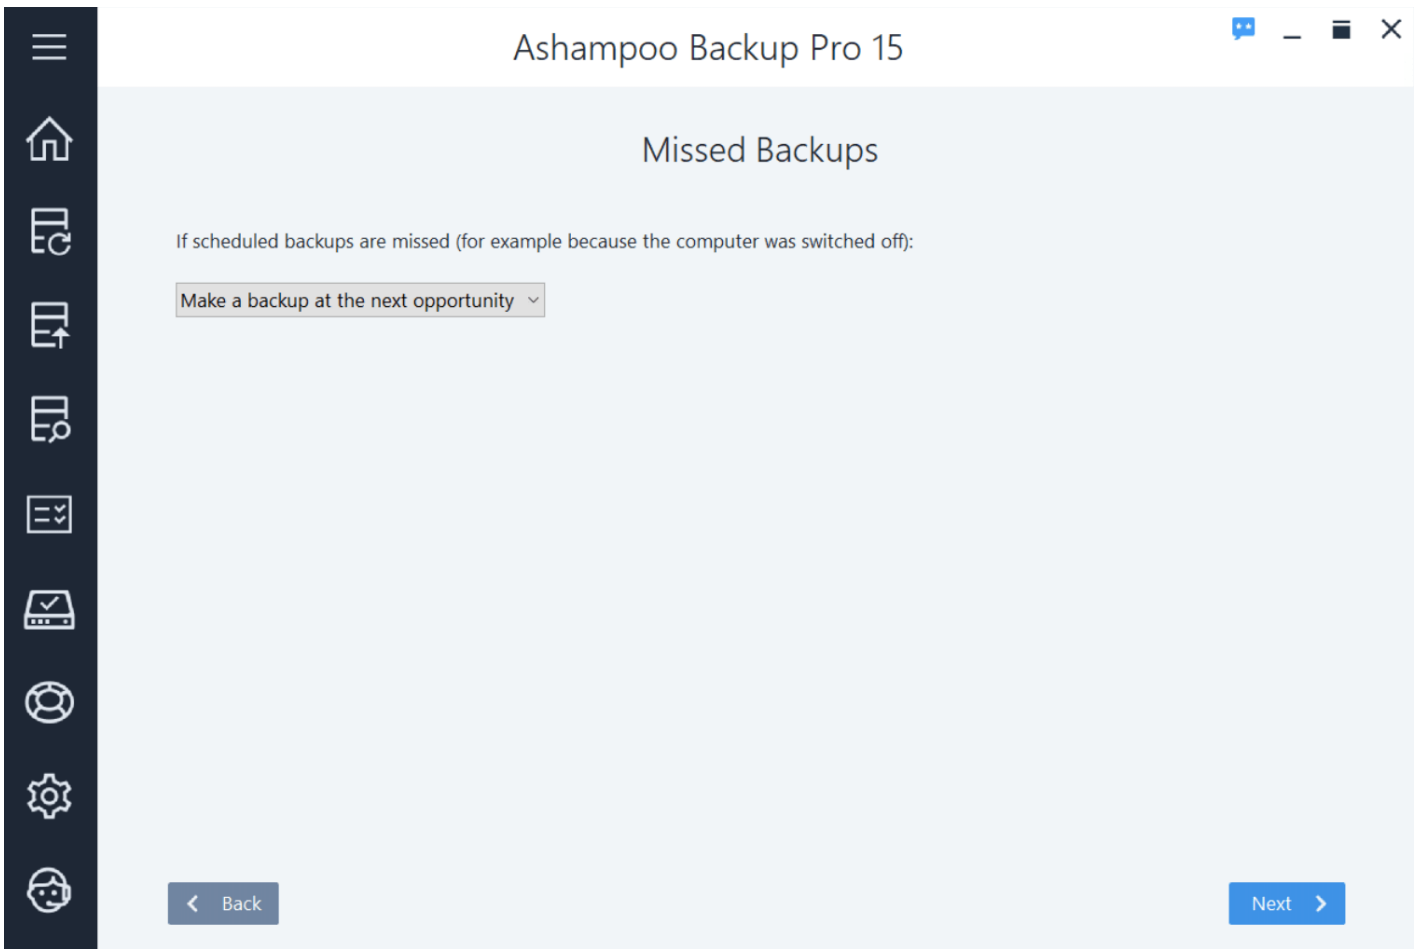 Ashampoo Backup Pro 15
Missed Backups
If scheduled backups are missed (for example because the computer was switched off):
Make a backup at the next opportunity
Back
Next